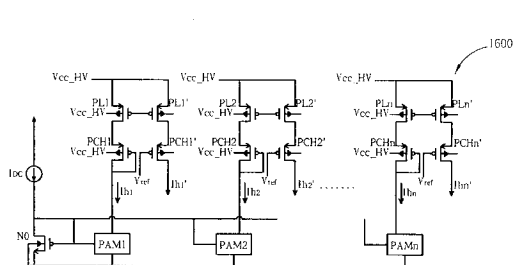 1600
Vcc_HV Vcc_HV Vcc_HV
PL1 PL1' PL2 PL2' PLn PLn'
Vcc_HV Vcc_HV Vcc_HV
PCH1 PCH1' PCH2 PCH2' PCHn PCHn'
Vcc_HV Vcc_HV Vcc_HV
IDC Vref Vref Vref
Ih1 Ih1' Ih2 Ih2' ...... Ihn Ihn'
N0 PAM1 PAM2 PAMn